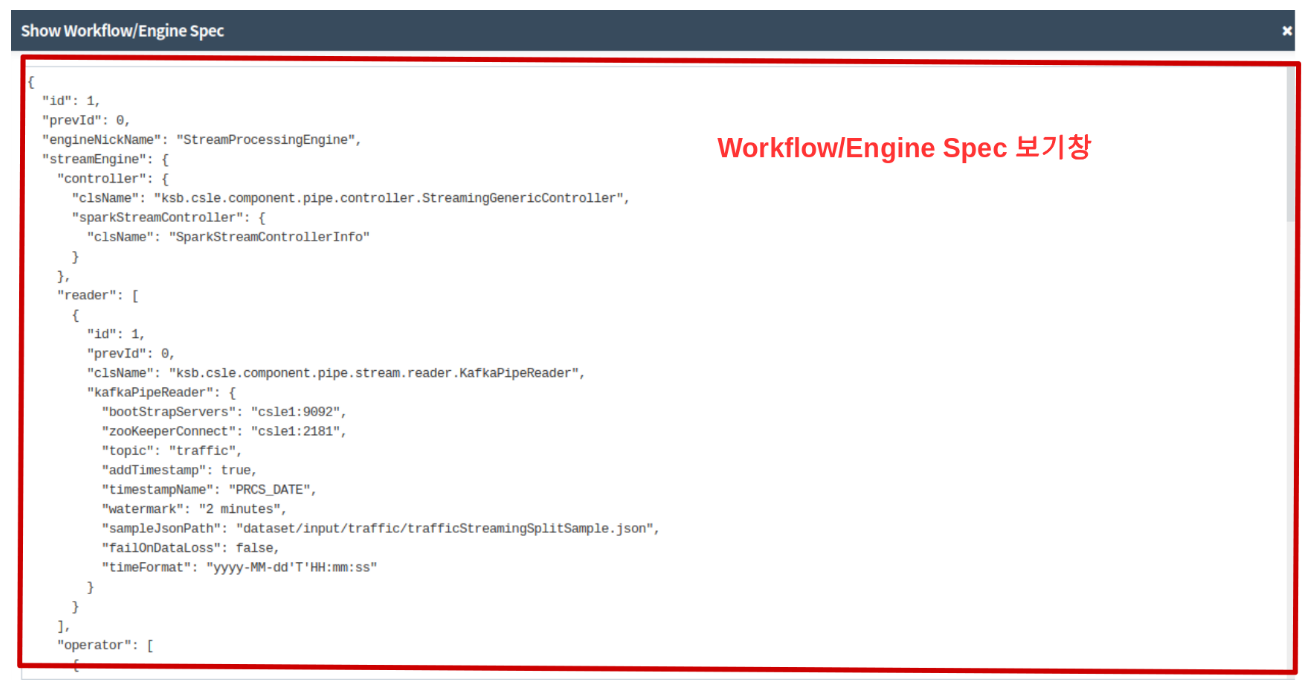 Show Workflow/Engine Spec ×
{
"id": 1,
"prevId": 0,
"engineNickName": "StreamProcessingEngine",
Workflow/Engine Spec 보기창
"streamEngine": {
"controller": {
"clsName": "ksb.csle.component.pipe.controller.StreamingGenericController",
"sparkStreamController": {
"clsName": "SparkStreamControllerInfo"
}
},
"reader": [
{
"id": 1,
"prevId": 0,
"clsName": "ksb.csle.component.pipe.stream.reader.KafkaPipeReader",
"kafkaPipeReader": {
"bootStrapServers": "csle1:9092",
"zooKeeperConnect": "csle1:2181",
"topic": "traffic",
"addTimestamp": true,
"timestampName": "PRCS_DATE",
"watermark": "2 minutes",
"sampleJsonPath": "dataset/input/traffic/trafficStreamingSplitSample.json",
"failOnDataLoss": false,
"timeFormat": "yyyy-MM-dd'T'HH:mm:ss"
}
}
],
"operator": [
{